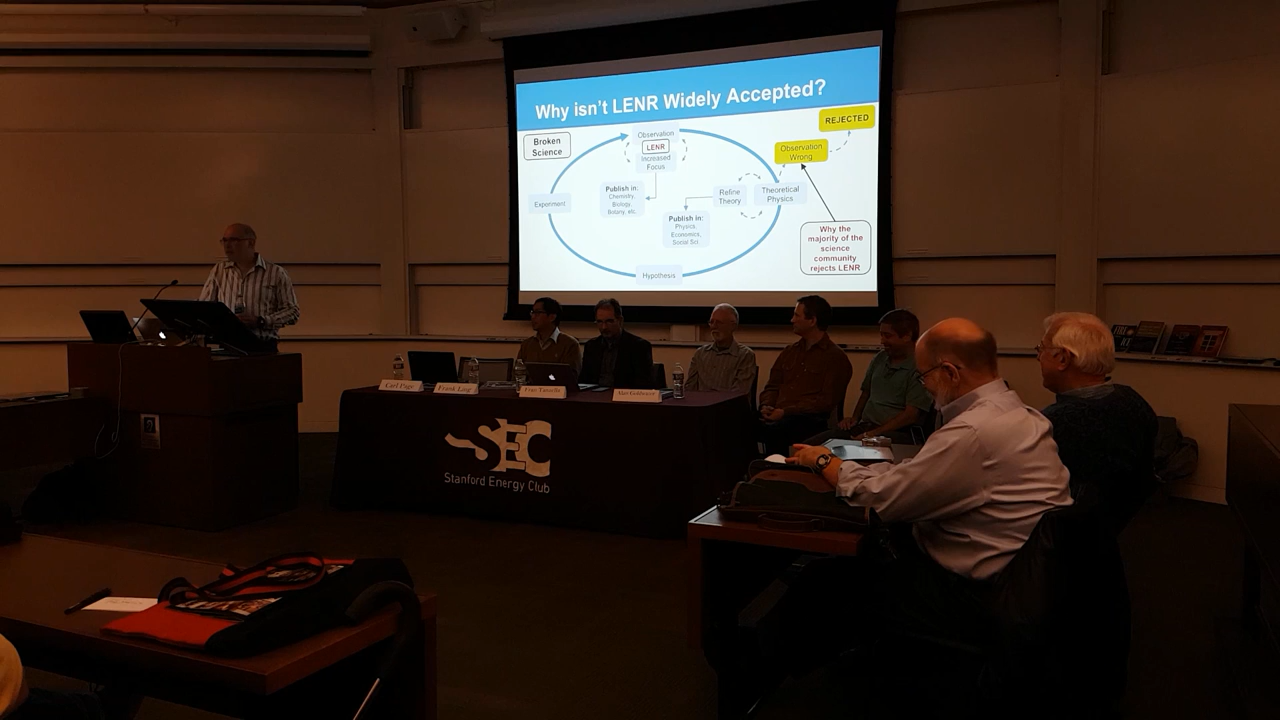 Why isn't LENR Widely Accepted?
REJECTED
Broken
Science
Observation
LENR
Increased
Focus
Observation
Wrong
Publish in:
Chemistry,
Biology,
Botany, etc.
Experiment
Refine
Theory
Theoretical
Physics
Publish in:
Physics,
Economics,
Social Sci
Why the
majority of the
science
community
rejects LENR
Hypothesis
Carl Page
Frank Ling
SEC
Stanford Energy Club